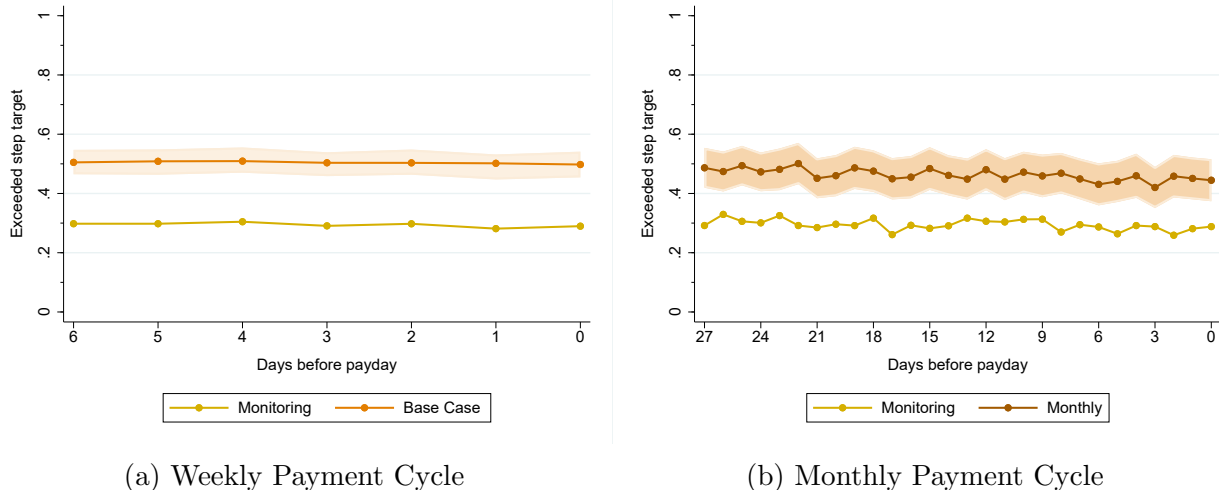 Exceeded step target
0 .2 .4 .6 .8 1
6 5 4 3 2 1 0
Days before payday
Monitoring Base Case
(a) Weekly Payment Cycle
Exceeded step target
0 .2 .4 .6 .8 1
27 24 21 18 15 12 9 6 3 0
Days before payday
Monitoring Monthly
(b) Monthly Payment Cycle